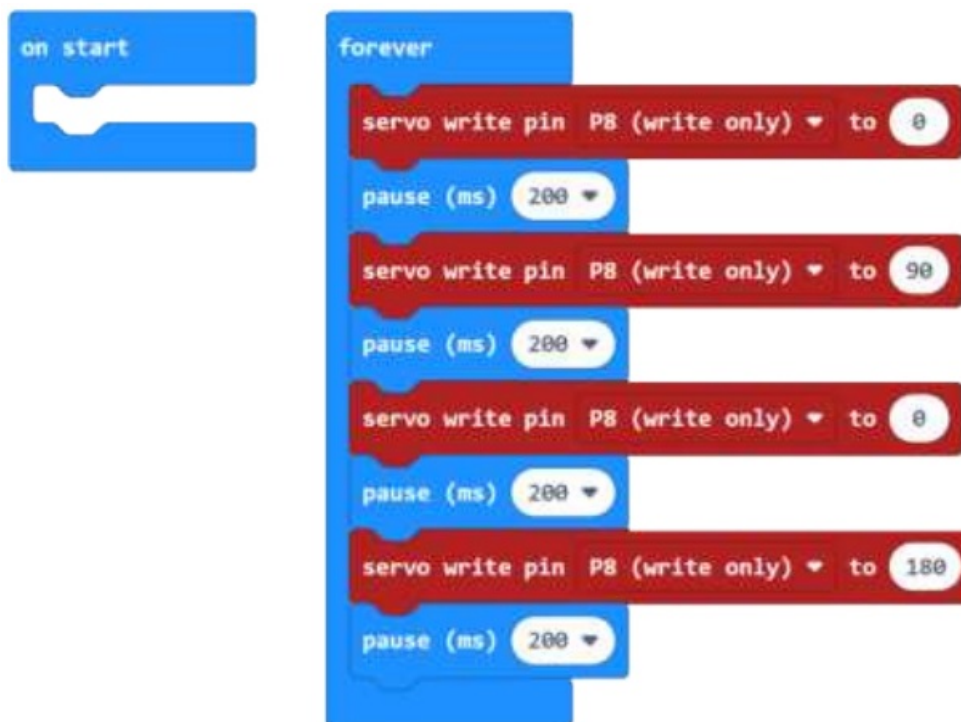 on start
forever
servo write pin P8 (write only) to 0
pause (ms) 200
servo write pin P8 (write only) to 90
pause (ms) 200
servo write pin P8 (write only) to 0
pause (ms) 200
servo write pin P8 (write only) to 180
pause (ms) 200